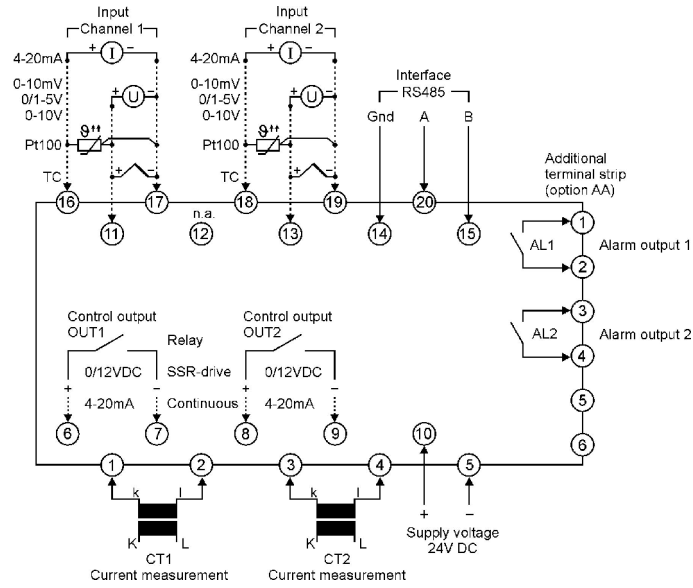 Input
Channel 1
Input
Channel 2
4-20mA
+ I −
4-20mA
+ I −
0-10mV
0/1-5V
0-10V
+ U −
0-10mV
0/1-5V
0-10V
+ U −
Interface
RS485
Gnd A B
Pt100
ϑ
Pt100
ϑ
TC
+ −
TC
+ −
16 17 18 19 20
n.a.
11 12 13 14 15
Additional
terminal strip
(option AA)
1
AL1
Alarm output 1
2
3
AL2
Alarm output 2
4
5
6
Control output
OUT1
Control output
OUT2
Relay
0/12VDC
SSR-drive
0/12VDC
+ −
+ −
4-20mA
Continuous
4-20mA
6 7 8 9 10
1 2 3 4 5
k l
k l
K L
K L
+ −
Supply voltage
24V DC
CT1
Current measurement
CT2
Current measurement